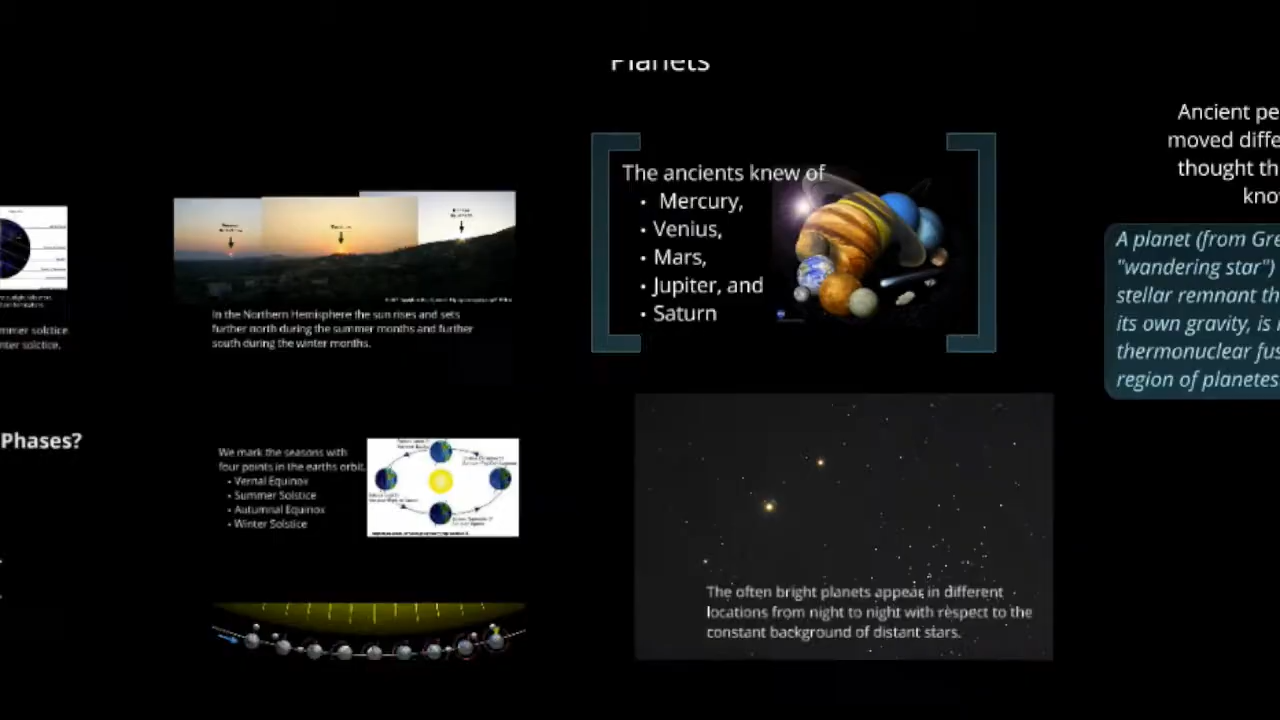 Planets
The ancients knew of
• Mercury,
• Venius,
• Mars,
• Jupiter, and
• Saturn
Ancient pe
moved diffe
thought th
kno
A planet (from Gre
"wandering star")
stellar remnant th
its own gravity, is
thermonuclear fus
region of planetes
In the Northern Hemisphere the sun rises and sets
further north during the summer months and further
south during the winter months.
mmer solctice
nter solctice.
Phases?
We mark the seasons with
four points in the earths orbit.
• Vernal Equinox
• Summer Solstice
• Autumnal Equinox
• Winter Solstice
The often bright planets appear in different
locations from night to night with respect to the
constant background of distant stars.